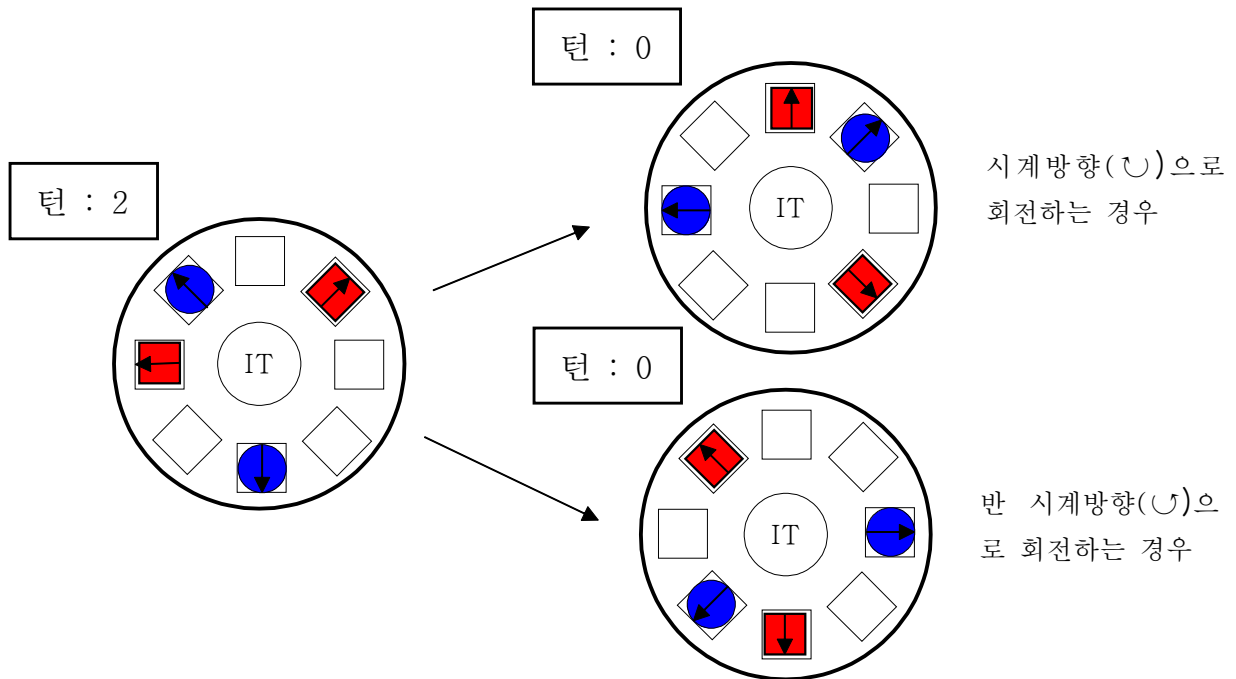 턴 : 0
IT
시계방향(↻)으로
회전하는 경우
턴 : 2
IT
턴 : 0
IT
반 시계방향(↺)으
로 회전하는 경우